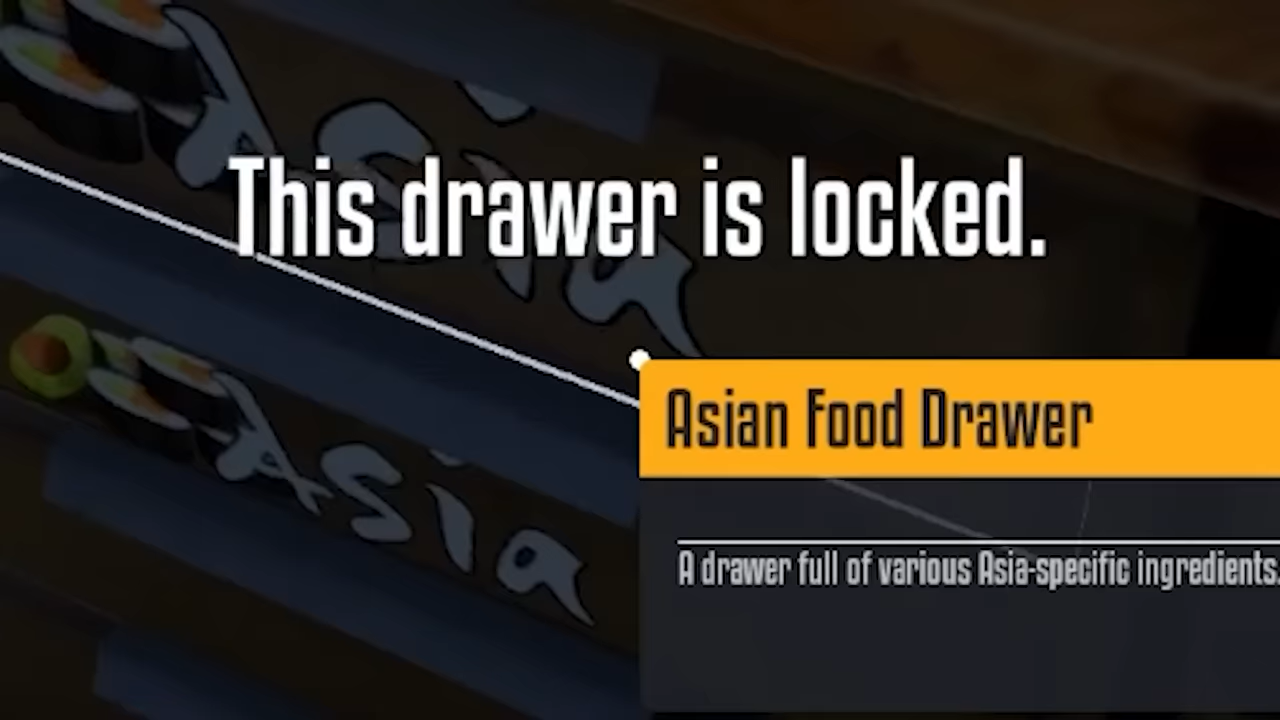 Asia
This drawer is locked.
Asia
Asian Food Drawer
A drawer full of various Asia-specific ingredients.